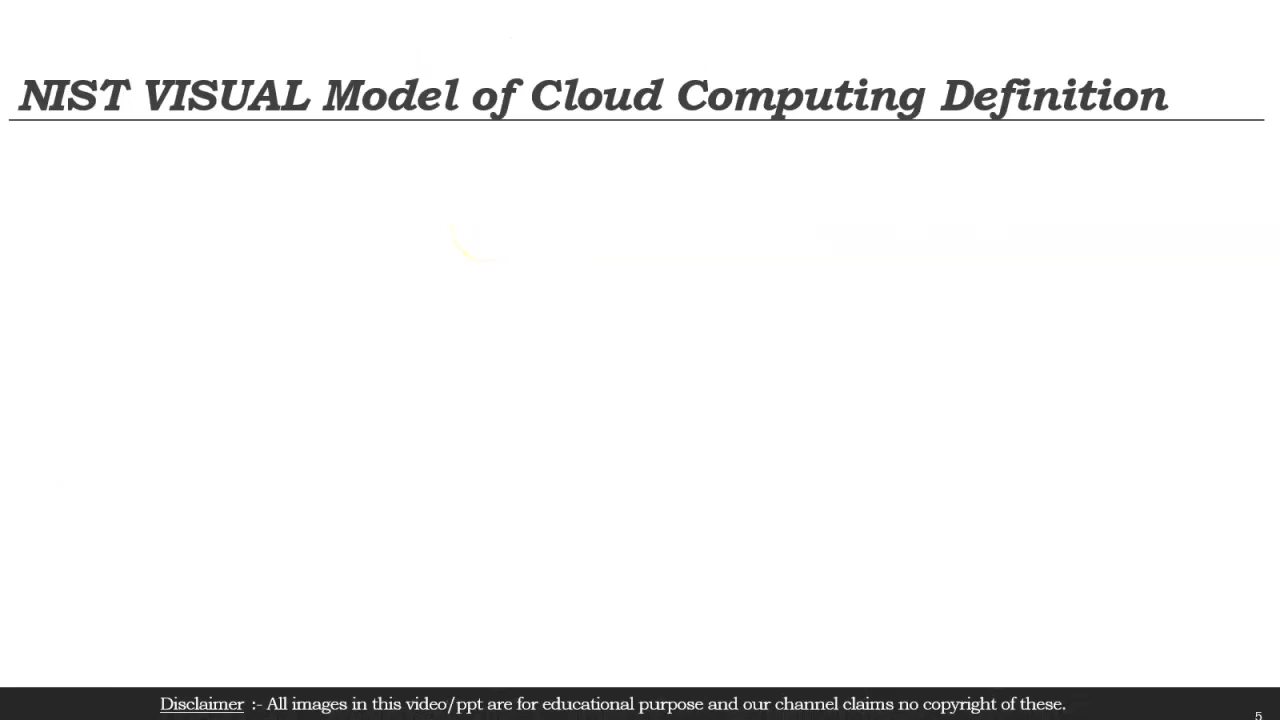 NIST VISUAL Model of Cloud Computing Definition
Disclaimer :- All images in this video/ppt are for educational purpose and our channel claims no copyright of these.
5